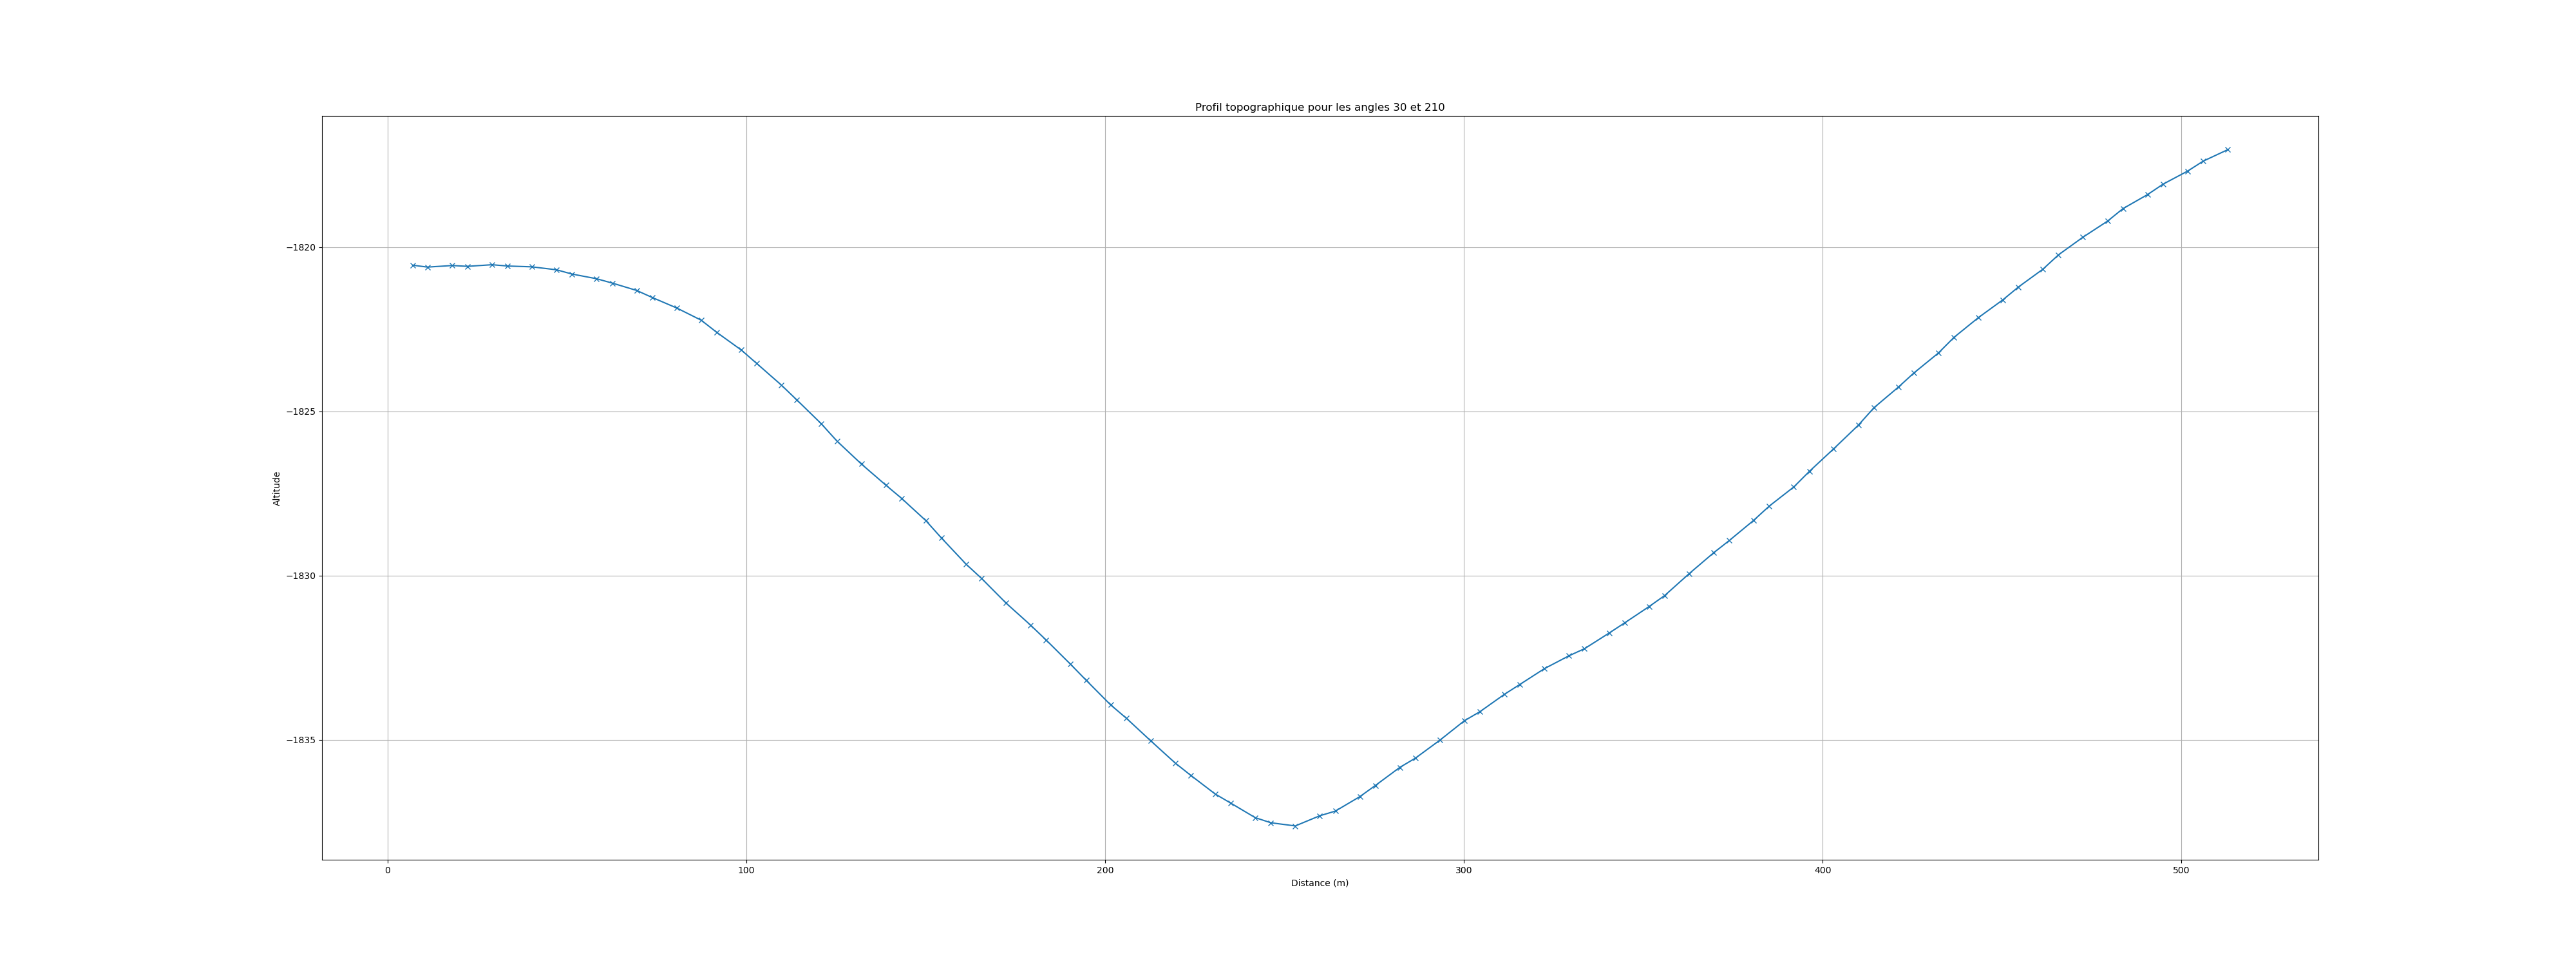 Profil topographique pour les angles 30 et 210
Altitude
−1820
−1825
−1830
−1835
0 100 200 300 400 500
Distance (m)